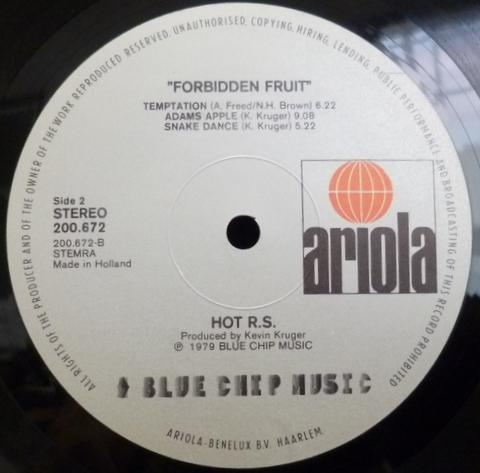 ALL RIGHTS OF THE PRODUCER AND OF THE OWNER OF THEWORK REPRODUCED RESERVED. UNAUTHORISED, COPYING, HIRING, LENDING, PUBLIC PERFORMANCE AND BROADCASTING OF THIS RECORD PROHIBITED
"FORBIDDEN FRUIT"
TEMPTATION (A. Freed/N.H. Brown) 6.22
ADAMS APPLE (K. Kruger) 9.08
SNAKE DANCE (K. Kruger) 5.22
Side 2
STEREO
200.672
200.672-B
STEMRA
Made in Holland
ariola
HOT R.S.
Produced by Kevin Kruger
℗ 1979 BLUE CHIP MUSIC
BLUE CHIP MUSIC
ARIOLA-BENELUX B.V. HAARLEM